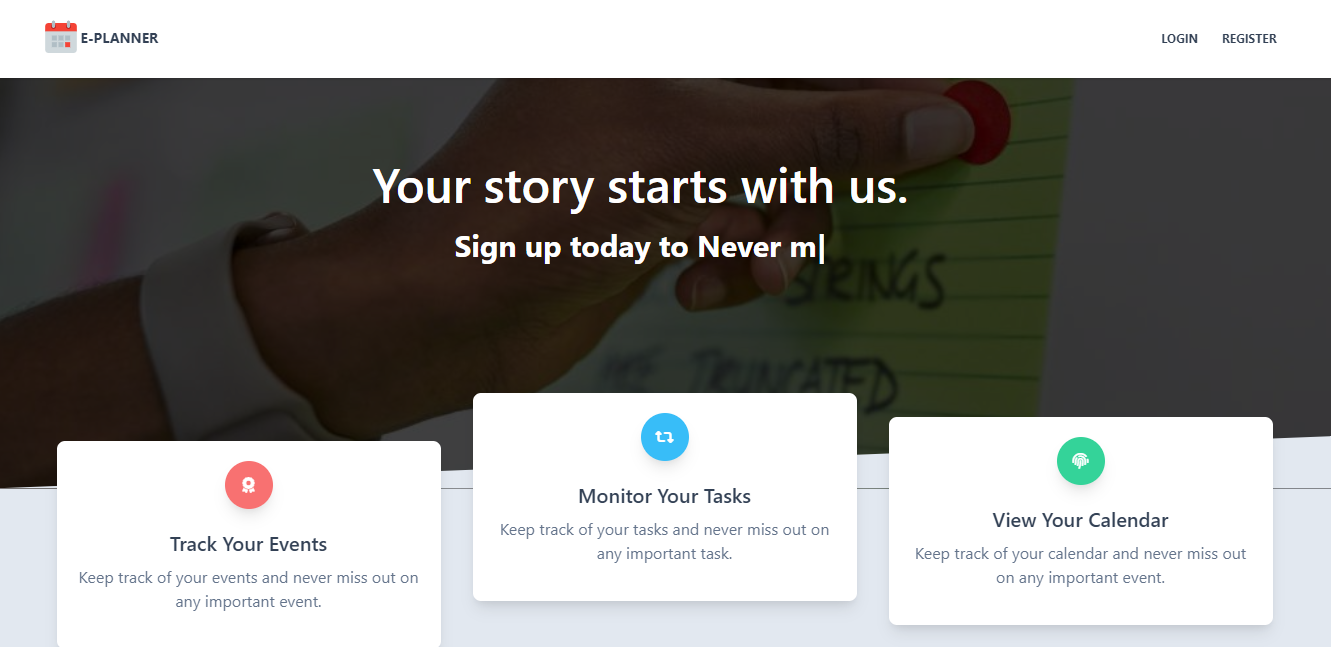 E-PLANNER
LOGIN REGISTER
Your story starts with us.
Sign up today to Never m|
STRINGS
TRUNCATED
Track Your Events
Keep track of your events and never miss out on
any important event.
Monitor Your Tasks
Keep track of your tasks and never miss out on
any important task.
View Your Calendar
Keep track of your calendar and never miss out
on any important event.